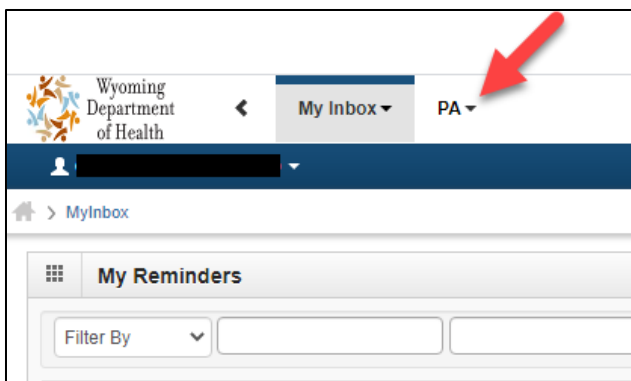 Wyoming
Department
of Health
My Inbox
PA
MyInbox
My Reminders
Filter By